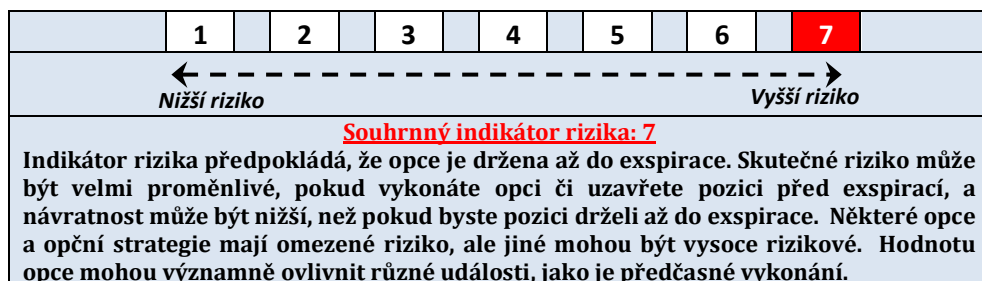 1 2 3 4 5 6 7
Nižší riziko Vyšší riziko
Souhrnný indikátor rizika: 7
Indikátor rizika předpokládá, že opce je držena až do exspirace. Skutečné riziko může
být velmi proměnlivé, pokud vykonáte opci či uzavřete pozici před exspirací, a
návratnost může být nižší, než pokud byste pozici drželi až do exspirace. Některé opce
a opční strategie mají omezené riziko, ale jiné mohou být vysoce rizikové. Hodnotu
opce mohou významně ovlivnit různé události, jako je předčasné vykonání.